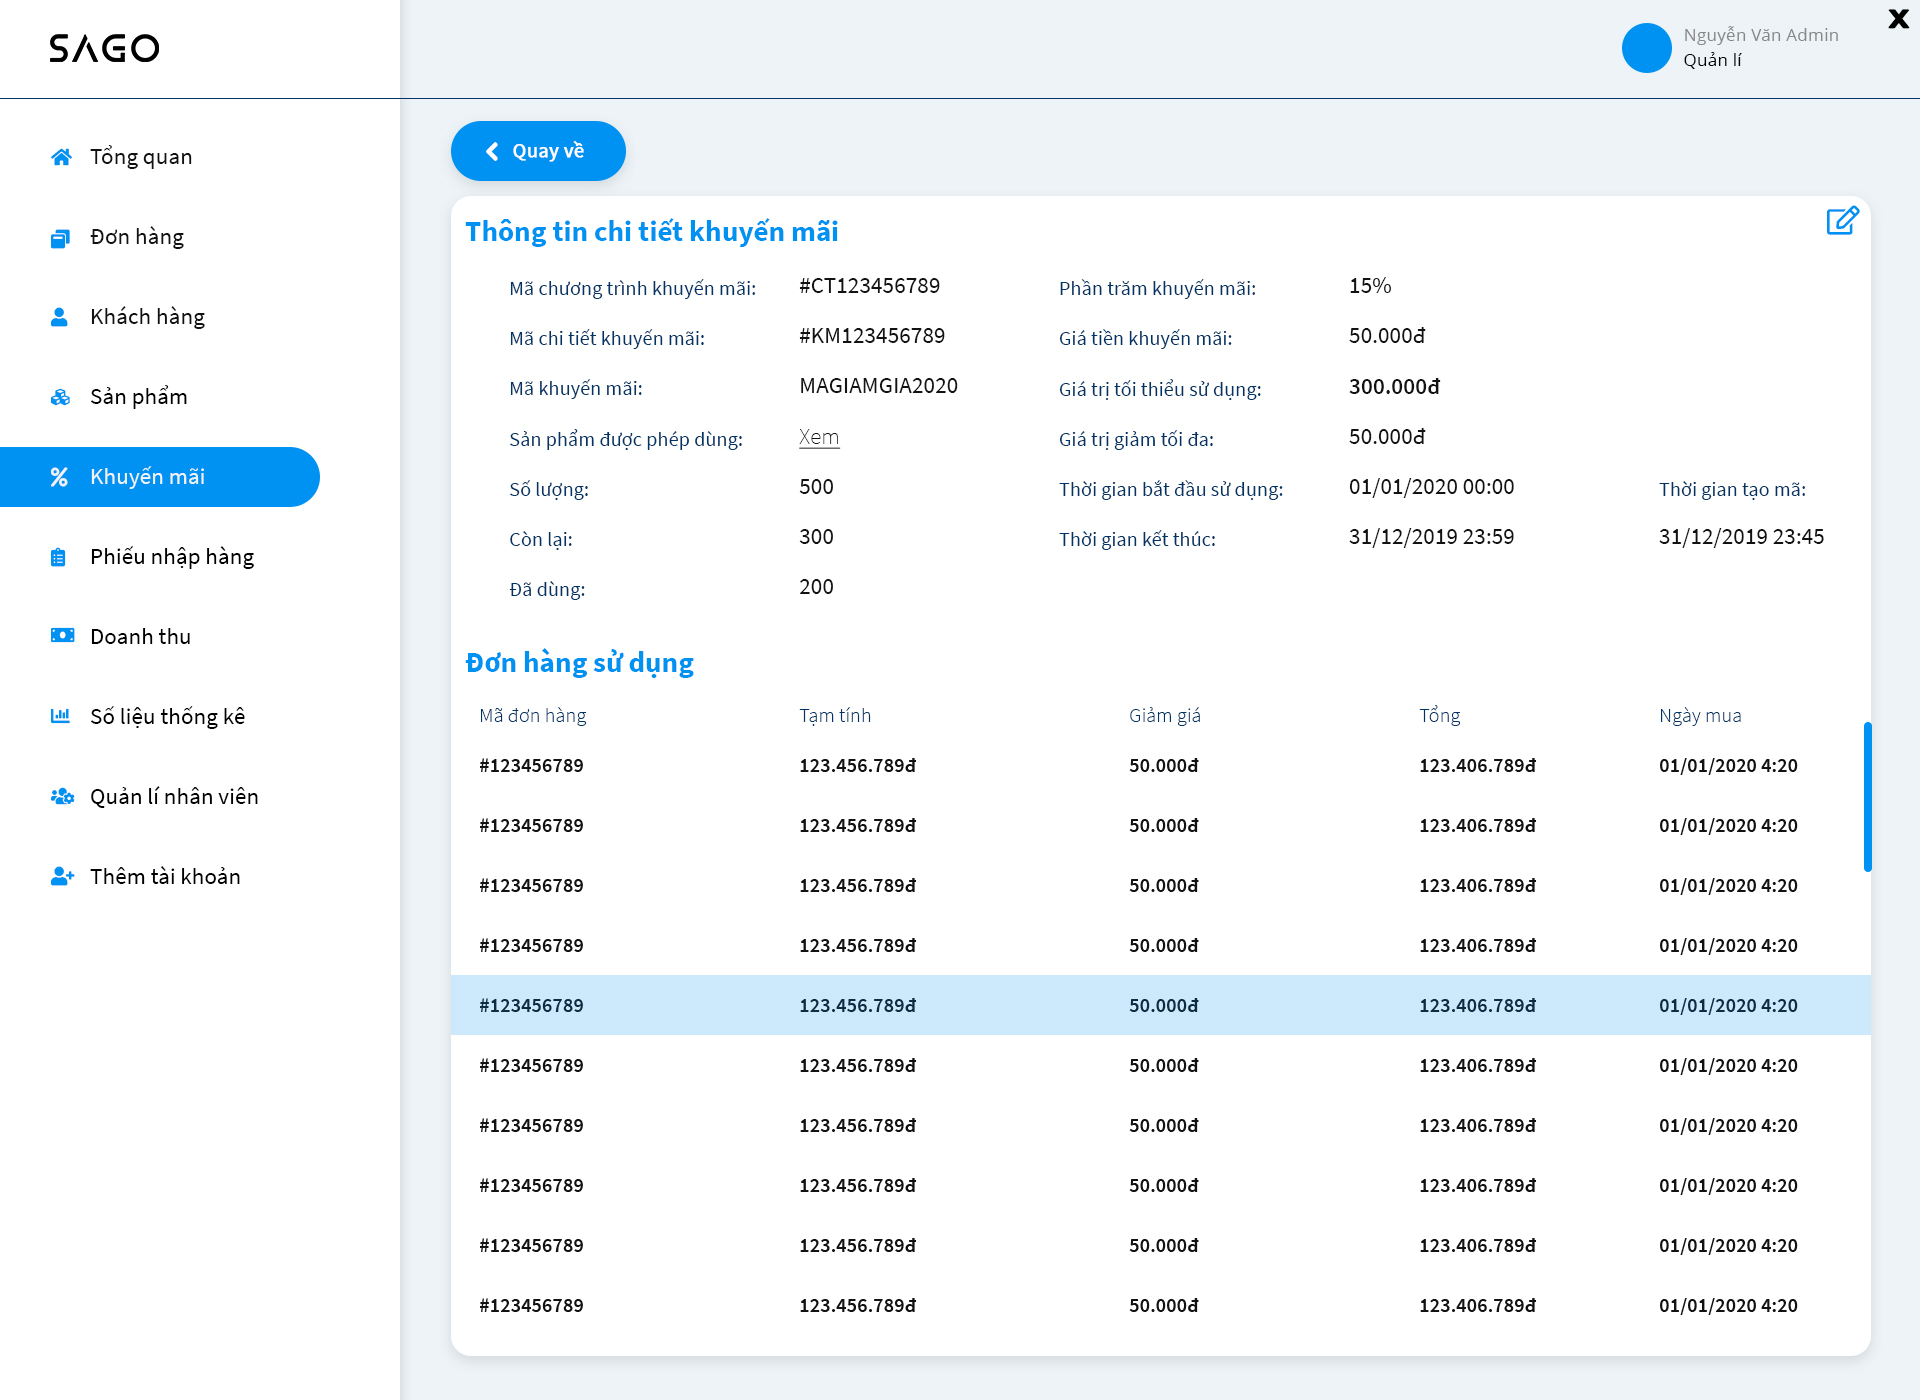 SAGO
Nguyễn Văn Admin
Quản lí
X
Tổng quan
Đơn hàng
Khách hàng
Sản phẩm
Khuyến mãi
Phiếu nhập hàng
Doanh thu
Số liệu thống kê
Quản lí nhân viên
Thêm tài khoản
Quay về
Thông tin chi tiết khuyến mãi
Mã chương trình khuyến mãi: #CT123456789 Phần trăm khuyến mãi: 15%
Mã chi tiết khuyến mãi: #KM123456789 Giá tiền khuyến mãi: 50.000đ
Mã khuyến mãi: MAGIAMGIA2020 Giá trị tối thiểu sử dụng: 300.000đ
Sản phẩm được phép dùng: Xem Giá trị giảm tối đa: 50.000đ
Số lượng: 500 Thời gian bắt đầu sử dụng: 01/01/2020 00:00 Thời gian tạo mã:
Còn lại: 300 Thời gian kết thúc: 31/12/2019 23:59 31/12/2019 23:45
Đã dùng: 200
Đơn hàng sử dụng
Mã đơn hàng Tạm tính Giảm giá Tổng Ngày mua
#123456789 123.456.789đ 50.000đ 123.406.789đ 01/01/2020 4:20
#123456789 123.456.789đ 50.000đ 123.406.789đ 01/01/2020 4:20
#123456789 123.456.789đ 50.000đ 123.406.789đ 01/01/2020 4:20
#123456789 123.456.789đ 50.000đ 123.406.789đ 01/01/2020 4:20
#123456789 123.456.789đ 50.000đ 123.406.789đ 01/01/2020 4:20
#123456789 123.456.789đ 50.000đ 123.406.789đ 01/01/2020 4:20
#123456789 123.456.789đ 50.000đ 123.406.789đ 01/01/2020 4:20
#123456789 123.456.789đ 50.000đ 123.406.789đ 01/01/2020 4:20
#123456789 123.456.789đ 50.000đ 123.406.789đ 01/01/2020 4:20
#123456789 123.456.789đ 50.000đ 123.406.789đ 01/01/2020 4:20